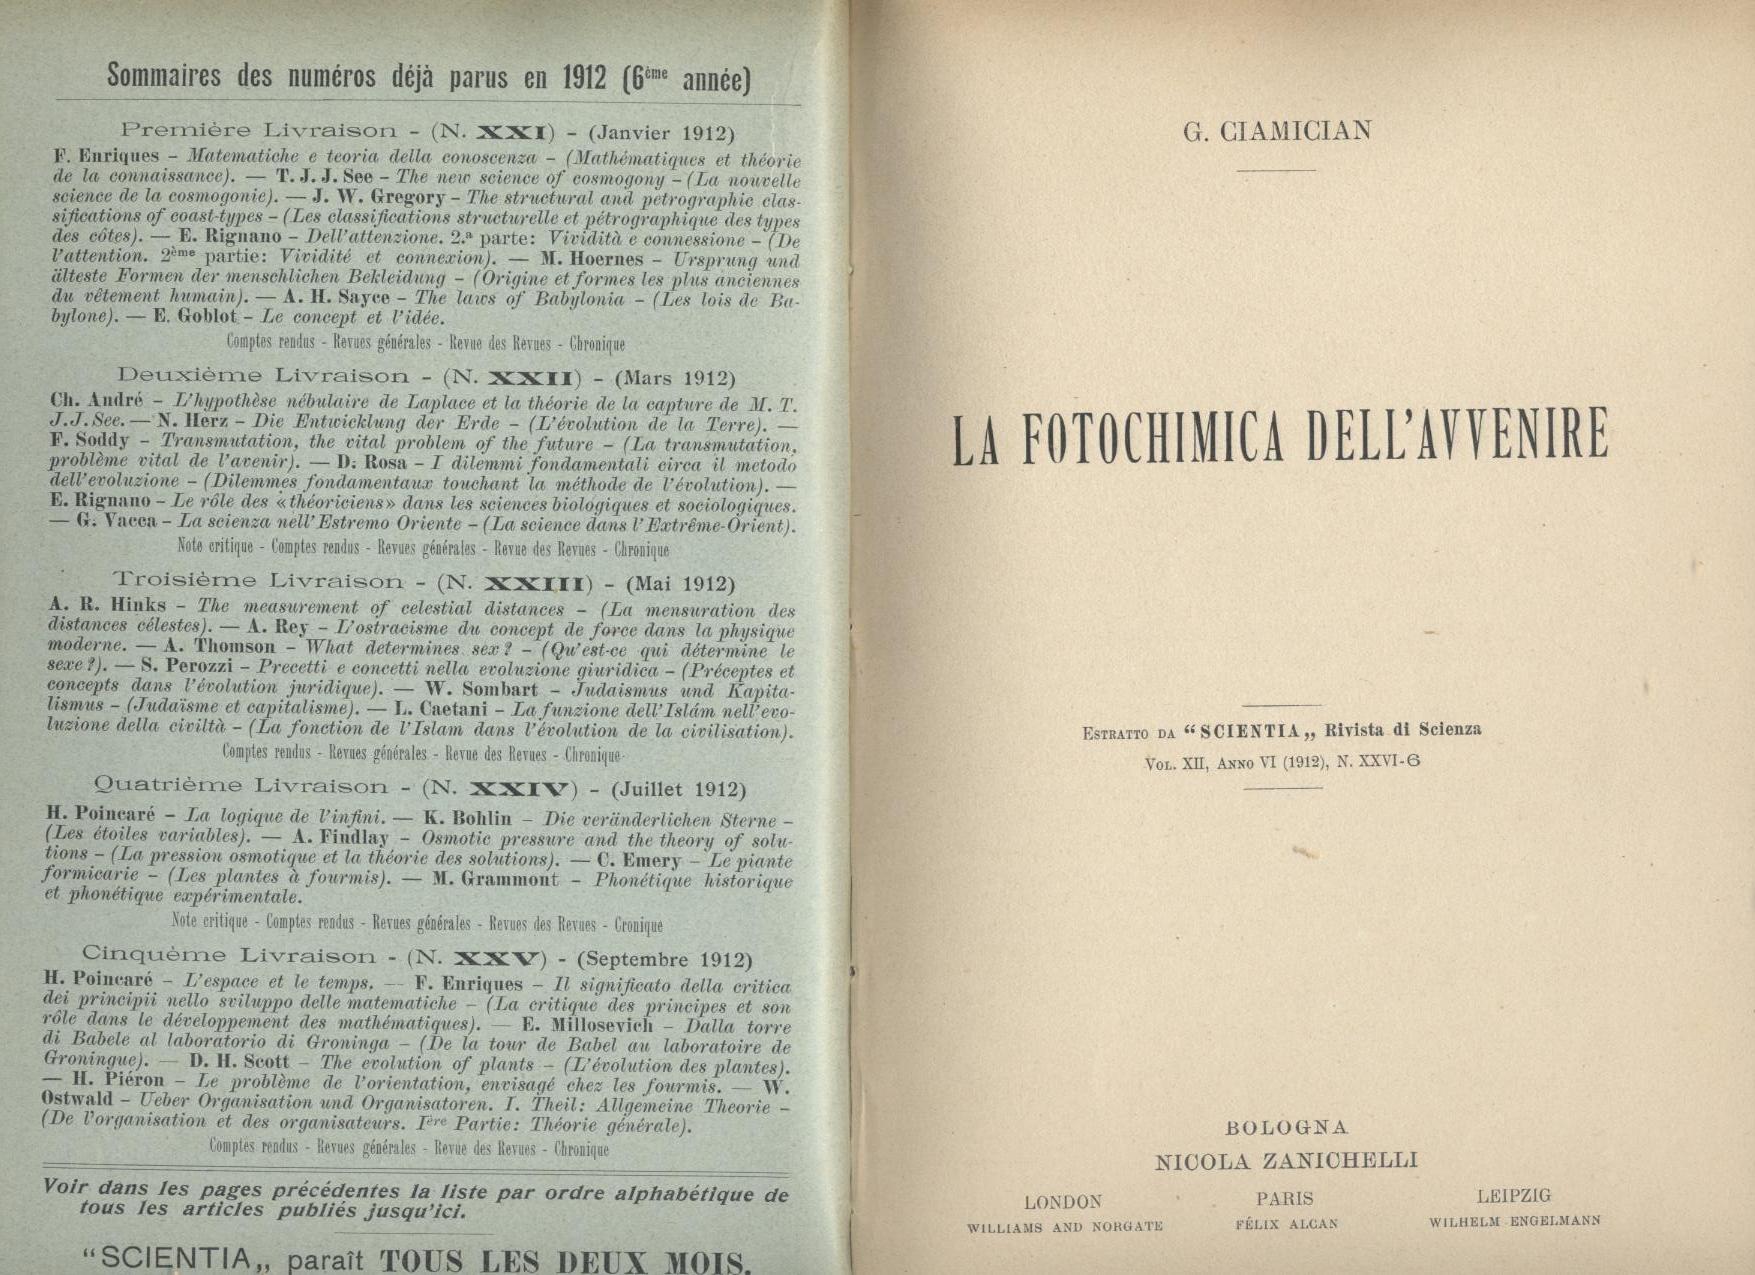 Sommaires des numéros déjà parus en 1912 (6ème année)
Première Livraison - (N. XXI) - (Janvier 1912)
F. Enriques - Matematiche e teoria della conoscenza - (Mathématiques et théorie
de la connaissance). — T. J. J. See - The new science of cosmogony - (La nouvelle
science de la cosmogonie). — J. W. Gregory - The structural and petrographic clas-
sifications of coast-types - (Les classifications structurelle et pétrographique des types
des côtes). — E. Rignano - Dell'attenzione. 2.ª parte: Vividità e connessione - (De
l'attention. 2ème partie: Vividité et connexion). — M. Hoernes - Ursprung und
älteste Formen der menschlichen Bekleidung - (Origine et formes les plus anciennes
du vêtement humain). — A. H. Sayce - The laws of Babylonia - (Les lois de Ba-
bylone). — E. Goblot - Le concept et l'idée.
Comptes rendus - Revues générales - Revue des Revues - Chronique
Deuxième Livraison - (N. XXII) - (Mars 1912)
Ch. André - L'hypothèse nébulaire de Laplace et la théorie de la capture de M. T.
J. J. See. — N. Herz - Die Entwicklung der Erde - (L'évolution de la Terre). —
F. Soddy - Transmutation, the vital problem of the future - (La transmutation,
problème vital de l'avenir). — D. Rosa - I dilemmi fondamentali circa il metodo
dell'evoluzione - (Dilemmes fondamentaux touchant la méthode de l'évolution). —
E. Rignano - Le rôle des «théoriciens» dans les sciences biologiques et sociologiques.
— G. Vacca - La scienza nell'Estremo Oriente - (La science dans l'Extrême-Orient).
Note critique - Comptes rendus - Revues générales - Revue des Revues - Chronique
Troisième Livraison - (N. XXIII) - (Mai 1912)
A. R. Hinks - The measurement of celestial distances - (La mensuration des
distances célestes). — A. Rey - L'ostracisme du concept de force dans la physique
moderne. — A. Thomson - What determines sex? - (Qu'est-ce qui détermine le
sexe?). — S. Perozzi - Precetti e concetti nella evoluzione giuridica - (Préceptes et
concepts dans l'évolution juridique). — W. Sombart - Judaismus und Kapita-
lismus - (Judaïsme et capitalisme). — L. Caetani - La funzione dell'Islám nell'evo-
luzione della civiltà - (La fonction de l'Islam dans l'évolution de la civilisation).
Comptes rendus - Revues générales - Revue des Revues - Chronique
Quatrième Livraison - (N. XXIV) - (Juillet 1912)
H. Poincaré - La logique de l'infini. — K. Bohlin - Die veränderlichen Sterne -
(Les étoiles variables). — A. Findlay - Osmotic pressure and the theory of solu-
tions - (La pression osmotique et la théorie des solutions). — C. Emery - Le piante
formicarie - (Les plantes à fourmis). — M. Grammont - Phonétique historique
et phonétique expérimentale.
Note critique - Comptes rendus - Revues générales - Revues des Revues - Cronique
Cinquème Livraison - (N. XXV) - (Septembre 1912)
H. Poincaré - L'espace et le temps. — F. Enriques - Il significato della critica
dei principii nello sviluppo delle matematiche - (La critique des principes et son
rôle dans le développement des mathématiques). — E. Millosevich - Dalla torre
di Babele al laboratorio di Groninga - (De la tour de Babel au laboratoire de
Groningue). — D. H. Scott - The evolution of plants - (L'évolution des plantes).
— H. Piéron - Le problème de l'orientation, envisagé chez les fourmis. — W.
Ostwald - Ueber Organisation und Organisatoren. I. Theil: Allgemeine Theorie -
(De l'organisation et des organisateurs. Ière Partie: Théorie générale).
Comptes rendus - Revues générales - Revue des Revues - Chronique
Voir dans les pages précédentes la liste par ordre alphabétique de
tous les articles publiés jusqu'ici.
“SCIENTIA„ paraît TOUS LES DEUX MOIS.
G. CIAMICIAN
LA FOTOCHIMICA DELL'AVVENIRE
ESTRATTO DA “SCIENTIA„ Rivista di Scienza
VOL. XII, ANNO VI (1912), N. XXVI-6
BOLOGNA
NICOLA ZANICHELLI
LONDON PARIS LEIPZIG
WILLIAMS AND NORGATE FÉLIX ALCAN WILHELM ENGELMANN